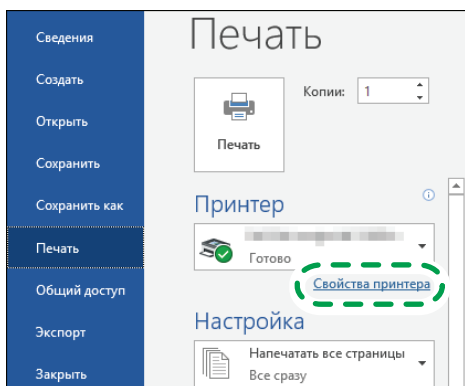 Сведения
Создать
Открыть
Сохранить
Сохранить как
Печать
Общий доступ
Экспорт
Закрыть
Печать
Копии: 1
Печать
Принтер
Готово
Свойства принтера
Настройка
Напечатать все страницы
Все сразу